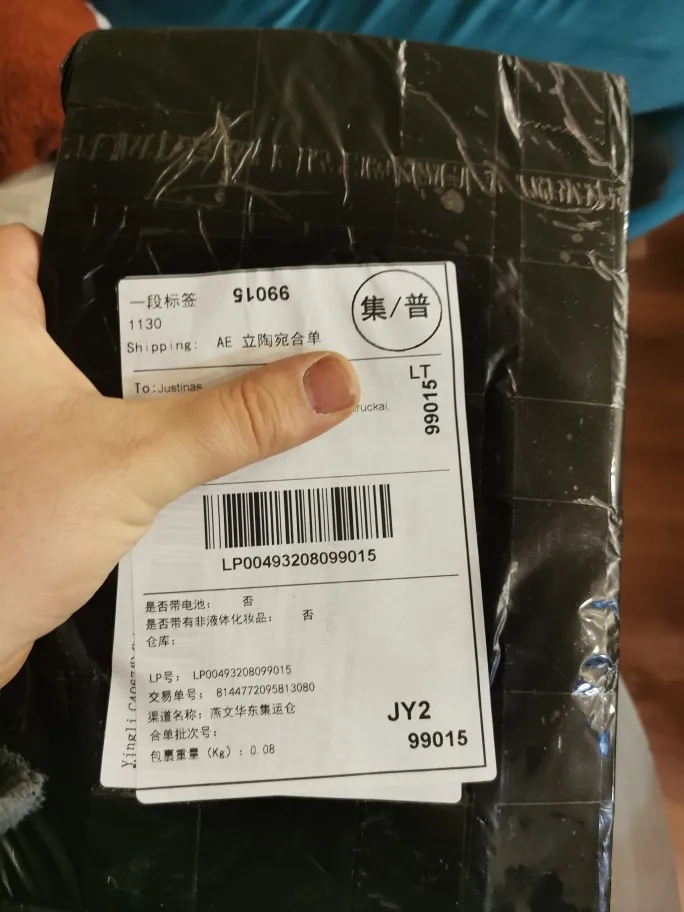 一段标签
99015
集/普
1130
Shipping: AE 立陶宛合单
To:Justinas
LT
99015
ruckai,
LP00493208099015
是否带电池: 否
是否带有非液体化妆品: 否
仓库:
LP号: LP00493208099015
交易单号: 8144772095813080
渠道名称: 燕文华东集运仓
JY2
合单批次号:
99015
包裹重量 (Kg) : 0.08
Yingli